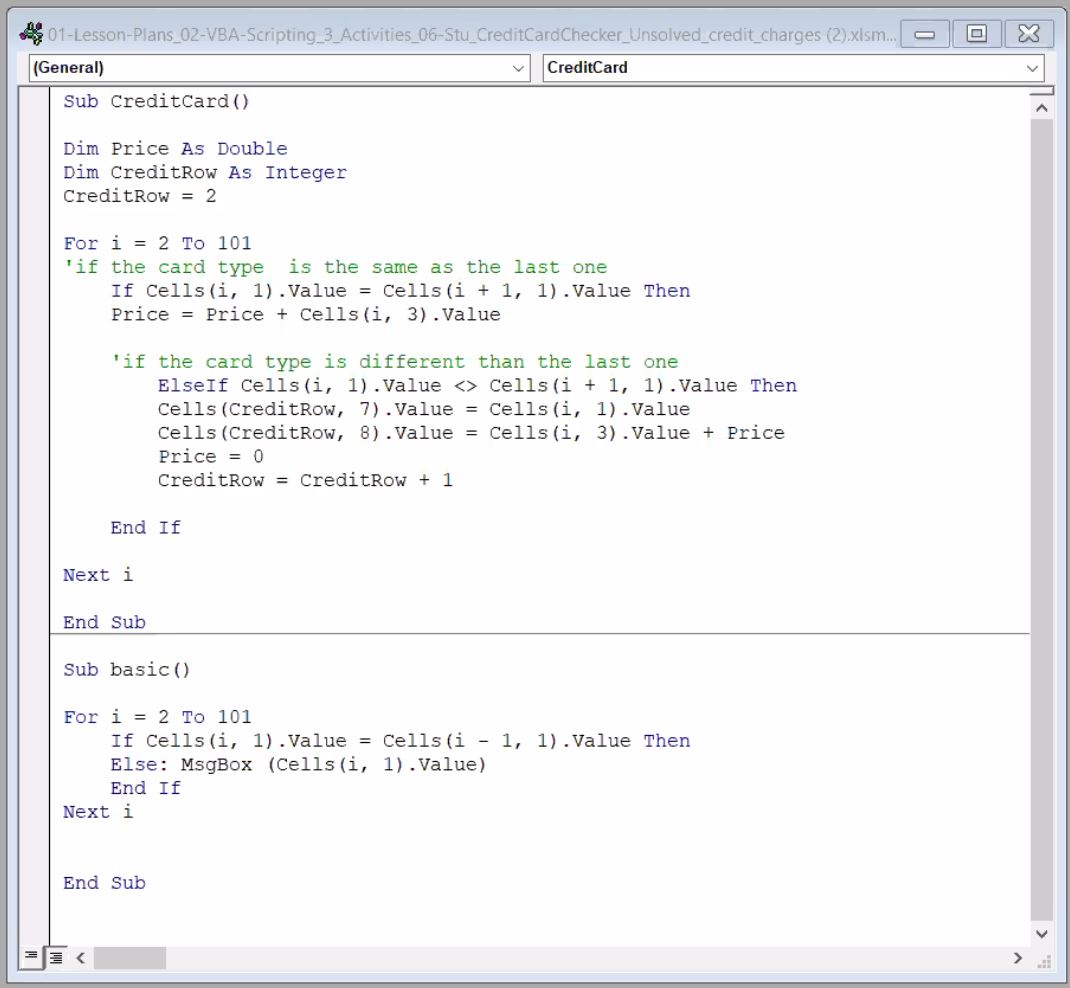 01-Lesson-Plans_02-VBA-Scripting_3_Activities_06-Stu_CreditCardChecker_Unsolved_credit_charges (2).xlsm...
(General) CreditCard
Sub CreditCard()
Dim Price As Double
Dim CreditRow As Integer
CreditRow = 2
For i = 2 To 101
'if the card type  is the same as the last one
If Cells(i, 1).Value = Cells(i + 1, 1).Value Then
Price = Price + Cells(i, 3).Value
'if the card type is different than the last one
ElseIf Cells(i, 1).Value <> Cells(i + 1, 1).Value Then
Cells(CreditRow, 7).Value = Cells(i, 1).Value
Cells(CreditRow, 8).Value = Cells(i, 3).Value + Price
Price = 0
CreditRow = CreditRow + 1
End If
Next i
End Sub
Sub basic()
For i = 2 To 101
If Cells(i, 1).Value = Cells(i - 1, 1).Value Then
Else: MsgBox (Cells(i, 1).Value)
End If
Next i
End Sub